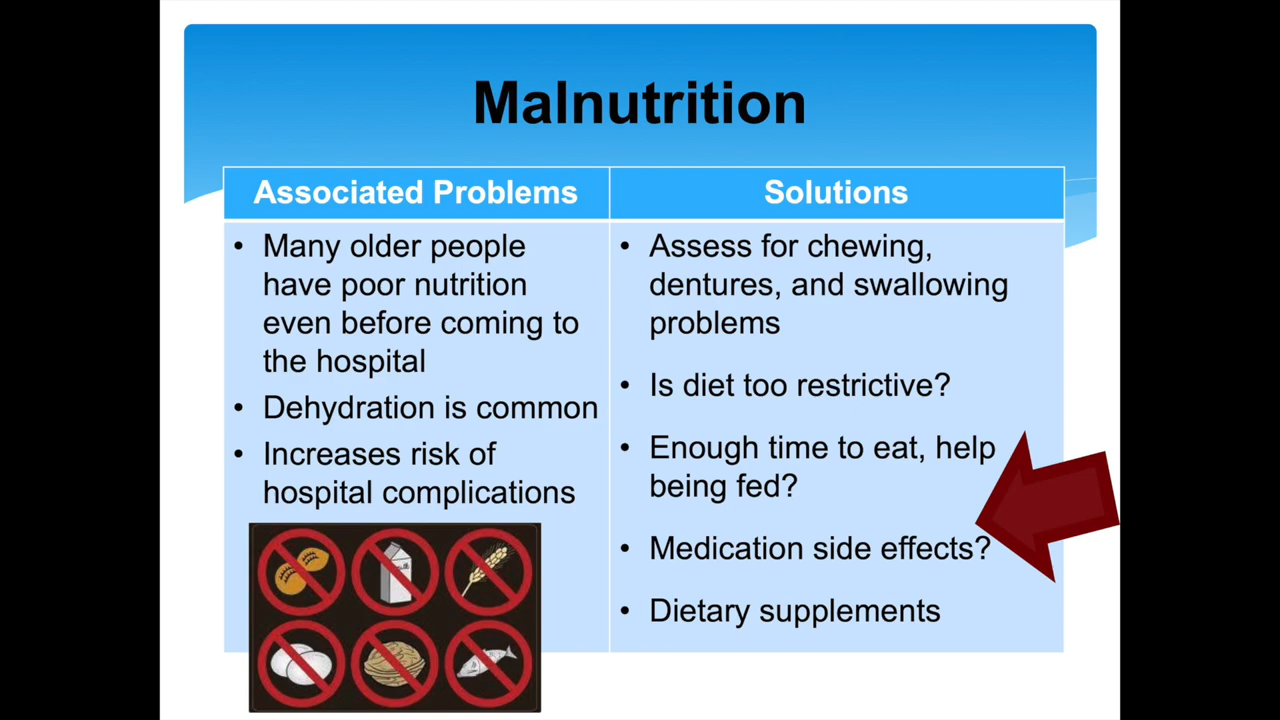 Malnutrition
Associated Problems
Solutions
• Many older people
have poor nutrition
even before coming to
the hospital
• Dehydration is common
• Increases risk of
hospital complications
• Assess for chewing,
dentures, and swallowing
problems
• Is diet too restrictive?
• Enough time to eat, help
being fed?
• Medication side effects?
• Dietary supplements